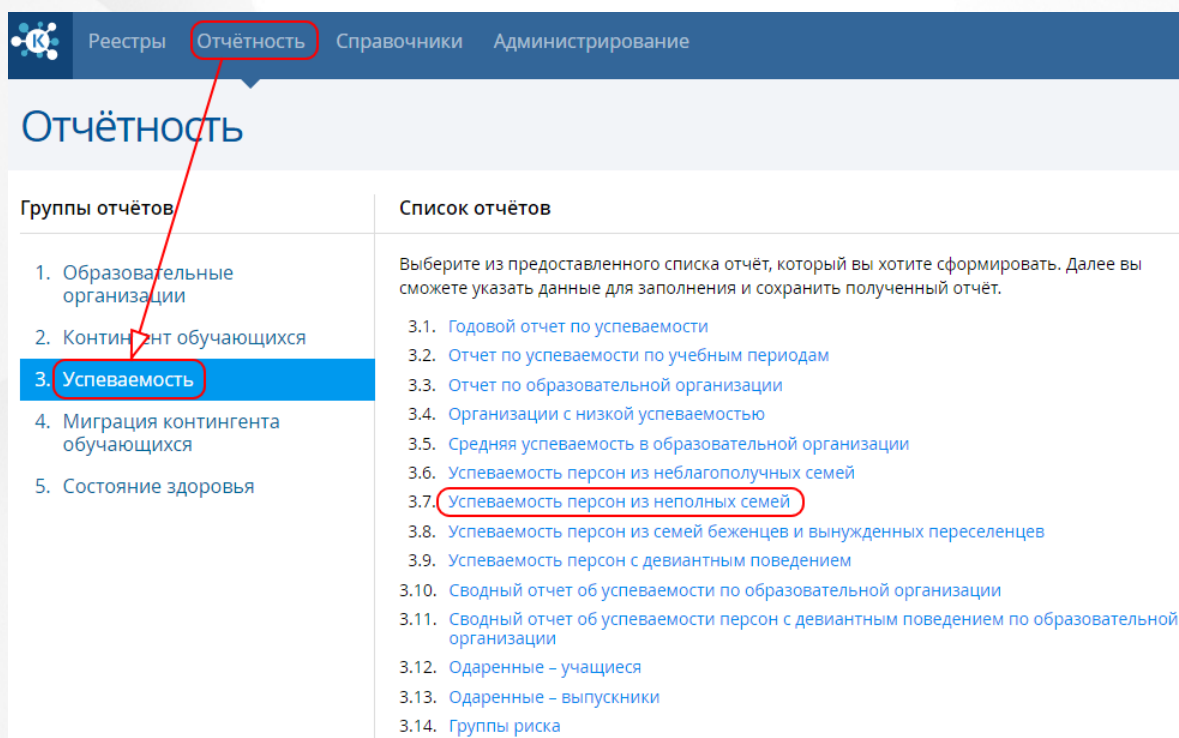 K Реестры Отчётность Справочники Администрирование
Отчётность
Группы отчётов
1. Образовательные
организации
2. Контингент обучающихся
3. Успеваемость
4. Миграция контингента
обучающихся
5. Состояние здоровья
Список отчётов
Выберите из предоставленного списка отчёт, который вы хотите сформировать. Далее вы
сможете указать данные для заполнения и сохранить полученный отчёт.
3.1. Годовой отчет по успеваемости
3.2. Отчет по успеваемости по учебным периодам
3.3. Отчет по образовательной организации
3.4. Организации с низкой успеваемостью
3.5. Средняя успеваемость в образовательной организации
3.6. Успеваемость персон из неблагополучных семей
3.7. Успеваемость персон из неполных семей
3.8. Успеваемость персон из семей беженцев и вынужденных переселенцев
3.9. Успеваемость персон с девиантным поведением
3.10. Сводный отчет об успеваемости по образовательной организации
3.11. Сводный отчет об успеваемости персон с девиантным поведением по образовательной
организации
3.12. Одаренные – учащиеся
3.13. Одаренные – выпускники
3.14. Группы риска